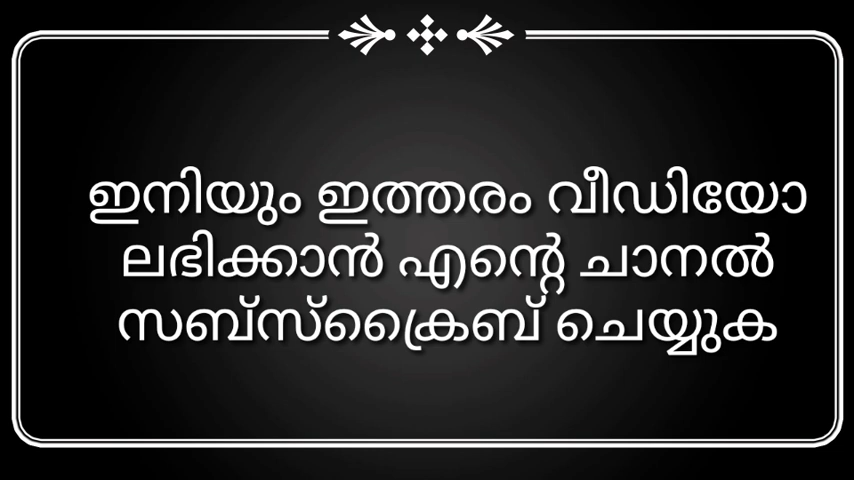 ഇനിയും ഇത്തരം വീഡിയോ
ലഭിക്കാൻ എന്റെ ചാനൽ
സബ്സ്ക്രൈബ് ചെയ്യുക